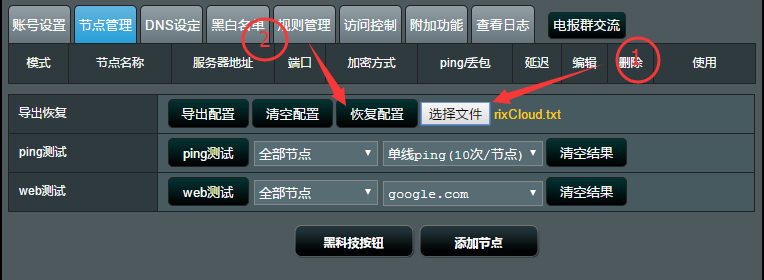 账号设置 节点管理 DNS设定 黑白名单 规则管理 访问控制 附加功能 查看日志 电报群交流
2 1
模式 节点名称 服务器地址 端口 加密方式 ping/丢包 延迟 编辑 删除 使用
导出恢复 导出配置 清空配置 恢复配置 选择文件 rixCloud.txt
ping测试 ping测试 全部节点 单线ping(10次/节点) 清空结果
web测试 web测试 全部节点 google.com 清空结果
黑科技按钮 添加节点